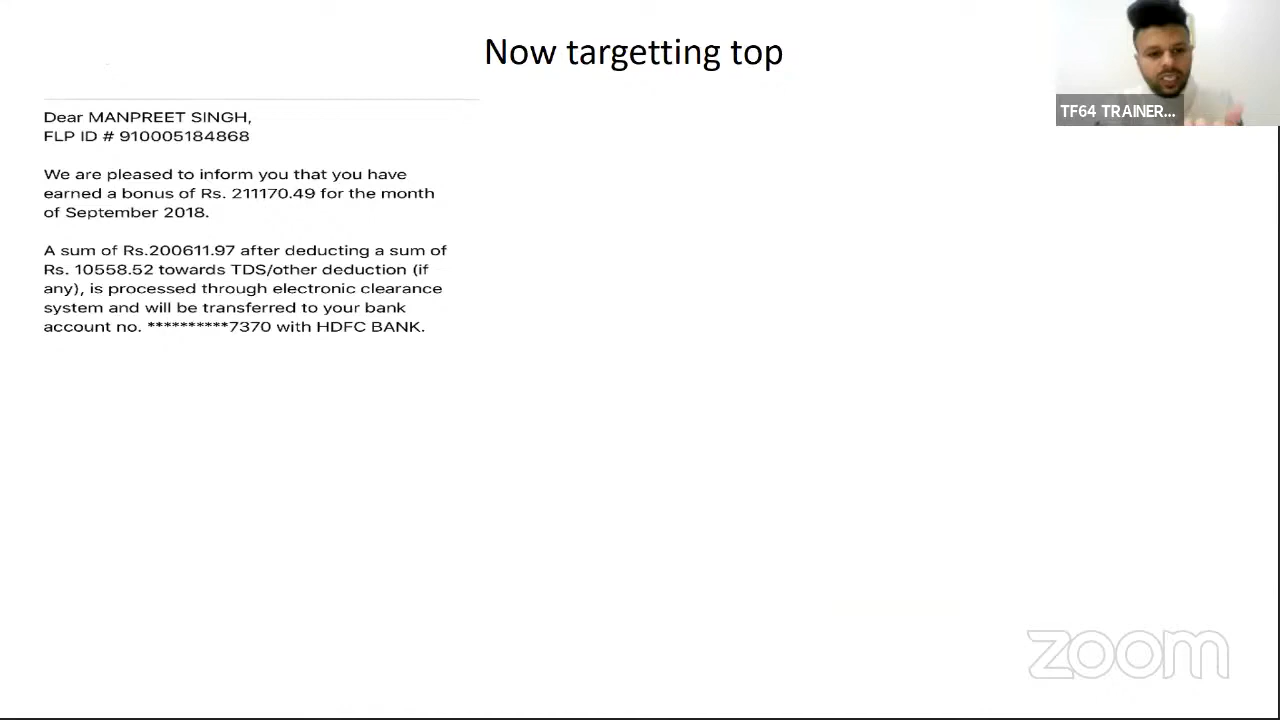 Now targetting top
TF64 TRAINER...
Dear MANPREET SINGH,
FLP ID # 910005184868
We are pleased to inform you that you have
earned a bonus of Rs. 211170.49 for the month
of September 2018.
A sum of Rs.200611.97 after deducting a sum of
Rs. 10558.52 towards TDS/other deduction (if
any), is processed through electronic clearance
system and will be transferred to your bank
account no. **********7370 with HDFC BANK.
zoom